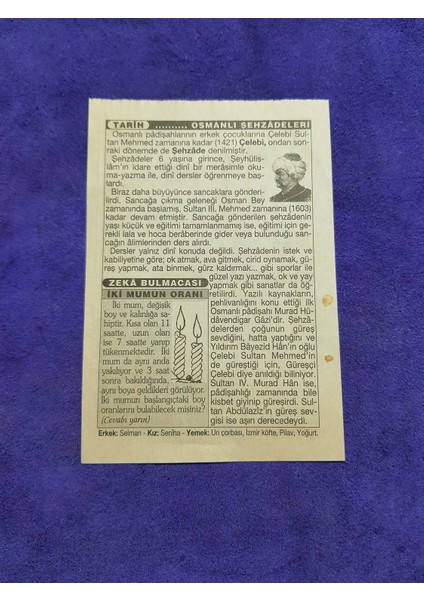 TARİH .......... OSMANLI ŞEHZÂDELERİ
Osmanlı pâdişahlarının erkek çocuklarına Çelebi Sul-
tan Mehmed zamanına kadar (1421) Çelebi, ondan son-
raki dönemde de Şehzâde denilmiştir.
Şehzâdeler 6 yaşına girince, Şeyhülis-
lâm'ın idare ettiği dinî bir merâsimle oku-
ma-yazma ile, dinî dersler öğrenmeye baş-
lardı.
Biraz daha büyüyünce sancaklara gönderi-
lirdi. Sancağa çıkma geleneği Osman Bey
zamanında başlamış, Sultan III. Mehmed zamanına (1603)
kadar devam etmiştir. Sancağa gönderilen şehzâdenin
yaşı küçük ve eğitimi tamamlanmamış ise, eğitimi için ge-
rekli lala ve hoca berâberinde gider veya bulunduğu san-
cağın âlimlerinden ders alırdı.
Dersler yalnız dinî konuda değildi. Şehzâdenin istek ve
kabiliyetine göre; ok atmak, ava gitmek, cirid oynamak, gü-
reş yapmak, ata binmek, gürz kaldırmak... gibi sporlar ile
güzel yazı yazmak, ok ve yay
yapmak gibi sanatlar da öğ-
retilirdi. Yazılı kaynakların,
pehlivanlığını konu ettiği ilk
Osmanlı pâdişahı Murad Hü-
dâvendigar Gâzi'dir. Şehzâ-
delerden çoğunun güreş
sevdiğini, hatta yaptığını ve
Yıldırım Bâyezid Hân'ın oğlu
Çelebi Sultan Mehmed'in
de güreştiği için, Güreşçi
Çelebi diye anıldığı biliniyor.
Sultan IV. Murad Hân ise,
pâdişahlığı zamanında bile
kisbet giyinip güreşirdi. Sul-
tan Abdülazîz'in güreş sev-
gisi ise aşırı derecedeydi.
ZEKÂ BULMACASI
İKİ MUMUN ORANI
İki mum, değişik
boy ve kalınlığa sa-
hiptir. Kısa olan 11
saatte, uzun olan
ise 7 saatte yanıp
tükenmektedir. İki
mum da aynı anda
yakılıyor ve 3 saat
sonra bakıldığında,
aynı boya geldikleri görülüyor.
İki mumun başlangıçtaki boy
oranlarını bulabilecek misiniz?
(Cevabı yarın)
Erkek: Selman - Kız: Seniha - Yemek: Un çorbası, İzmir köfte, Pilav, Yoğurt.